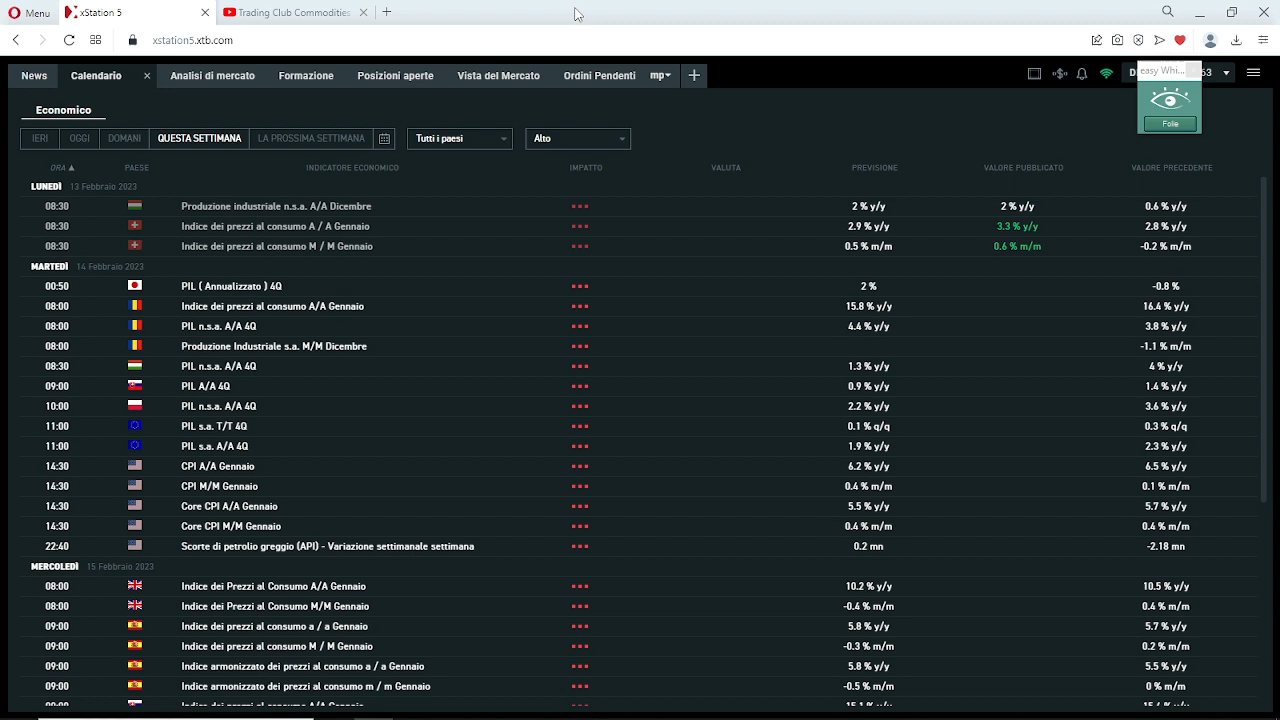 Menu xStation 5 Trading Club Commodities
xstation5.xtb.com
News Calendario Analisi di mercato Formazione Posizioni aperte Visti del Mercato Ordini Pendenti mp
easy Whi...
Folie
Economico
IERI OGGI DOMANI QUESTA SETTIMANA LA PROSSIMA SETTIMANA Tutti i paesi Alto
ORA PAESE INDICATORE ECONOMICO IMPATTO VALUTA PREVISIONE VALORE PUBBLICATO VALORE PRECEDENTE
LUNEDÌ 13 Febbraio 2023
08:30 Produzione industriale n.s.a. A/A Dicembre 2 % y/y 2 % y/y 0.6 % y/y
08:30 Indice dei prezzi al consumo A / A Gennaio 2.9 % y/y 3.3 % y/y 2.8 % y/y
08:30 Indice dei prezzi al consumo M / M Gennaio 0.5 % m/m 0.6 % m/m -0.2 % m/m
MARTEDÌ 14 Febbraio 2023
00:50 PIL ( Annualizzato ) 4Q 2 % -0.8 %
08:00 Indice dei prezzi al consumo A/A Gennaio 15.8 % y/y 16.4 % y/y
08:00 PIL n.s.a. A/A 4Q 4.4 % y/y 3.8 % y/y
08:00 Produzione Industriale s.a. M/M Dicembre -1.1 % m/m
08:30 PIL n.s.a. A/A 4Q 1.3 % y/y 4 % y/y
09:00 PIL A/A 4Q 0.9 % y/y 1.4 % y/y
10:00 PIL n.s.a. A/A 4Q 2.2 % y/y 3.6 % y/y
11:00 PIL s.a. T/T 4Q 0.1 % q/q 0.3 % q/q
11:00 PIL s.a. A/A 4Q 1.9 % y/y 2.3 % y/y
14:30 CPI A/A Gennaio 6.2 % y/y 6.5 % y/y
14:30 CPI M/M Gennaio 0.4 % m/m 0.1 % m/m
14:30 Core CPI A/A Gennaio 5.5 % y/y 5.7 % y/y
14:30 Core CPI M/M Gennaio 0.4 % m/m 0.4 % m/m
22:40 Scorte di petrolio greggio (API) - Variazione settimanale settimana 0.2 mn -2.18 mn
MERCOLEDÌ 15 Febbraio 2023
08:00 Indice dei Prezzi al Consumo A/A Gennaio 10.2 % y/y 10.5 % y/y
08:00 Indice dei Prezzi al Consumo M/M Gennaio -0.4 % m/m 0.4 % m/m
09:00 Indice dei prezzi al consumo a / a Gennaio 5.8 % y/y 5.7 % y/y
09:00 Indice dei prezzi al consumo M / M Gennaio -0.3 % m/m 0.2 % m/m
09:00 Indice armonizzato dei prezzi al consumo a / a Gennaio 5.8 % y/y 5.5 % y/y
09:00 Indice armonizzato dei prezzi al consumo m / m Gennaio -0.5 % m/m 0 % m/m